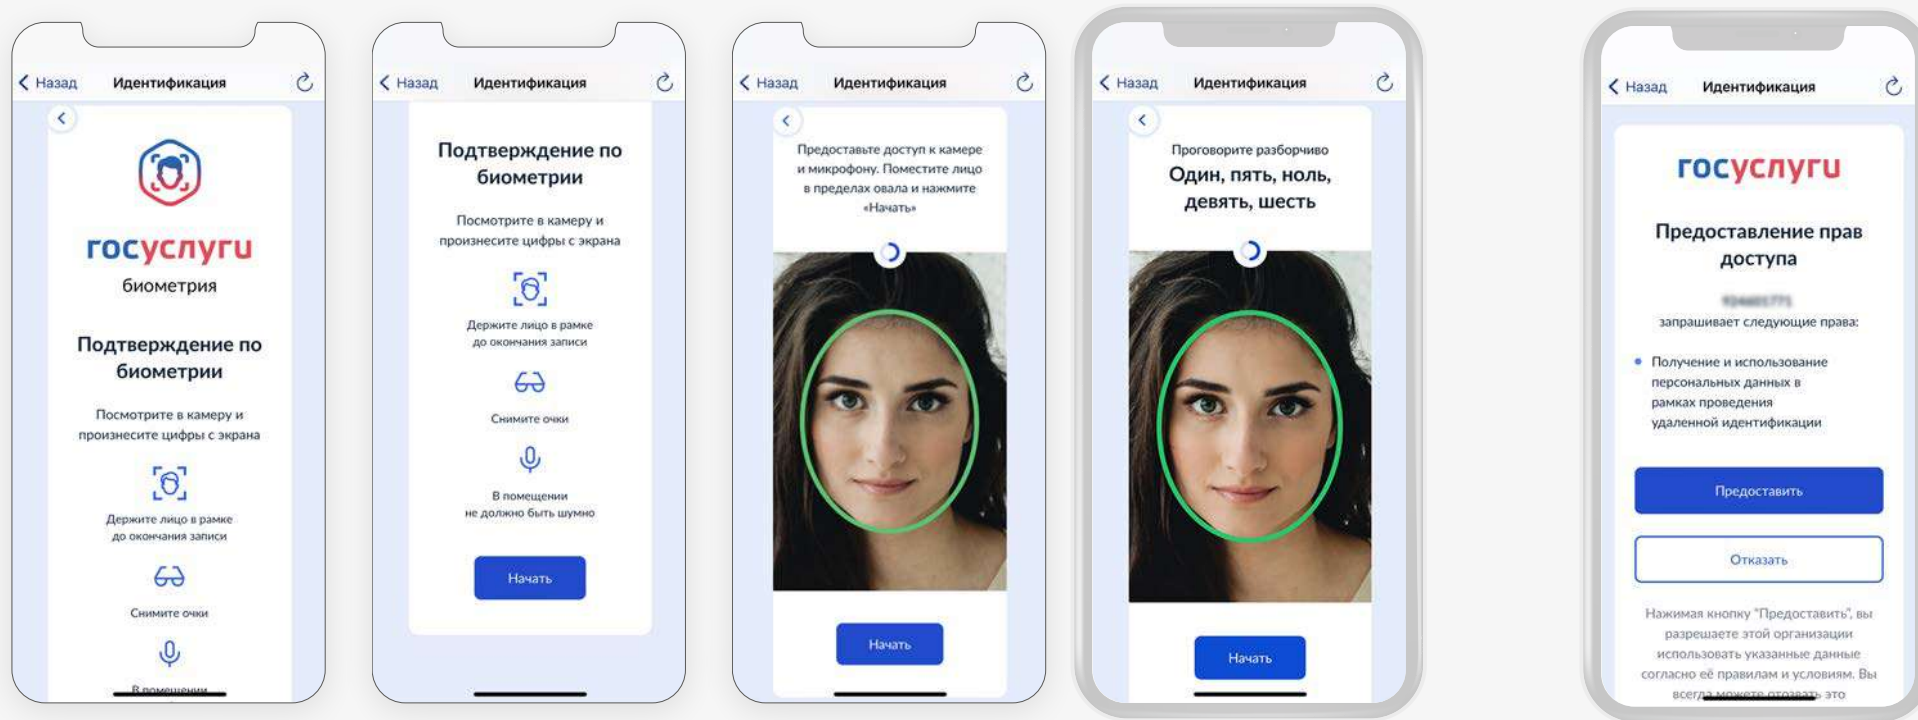 Назад Идентификация
госуслуги
биометрия
Подтверждение по
биометрии
Посмотрите в камеру и
произнесите цифры с экрана
Держите лицо в рамке
до окончания записи
Снимите очки
В помещении
Назад Идентификация
Подтверждение по
биометрии
Посмотрите в камеру и
произнесите цифры с экрана
Держите лицо в рамке
до окончания записи
Снимите очки
В помещении
не должно быть шумно
Начать
Назад Идентификация
Предоставьте доступ к камере
и микрофону. Поместите лицо
в пределах овала и нажмите
«Начать»
Начать
Назад Идентификация
Проговорите разборчиво
Один, пять, ноль,
девять, шесть
Начать
Назад Идентификация
госуслуги
Предоставление прав
доступа
запрашивает следующие права:
Получение и использование
персональных данных в
рамках проведения
удаленной идентификации
Предоставить
Отказать
Нажимая кнопку "Предоставить", вы
разрешаете этой организации
использовать указанные данные
согласно её правилам и условиям. Вы
всегда можете отозвать это